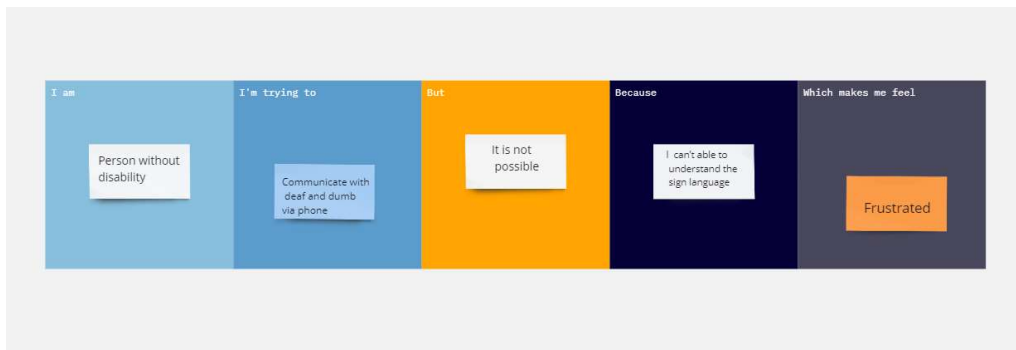 I am
Person without
disability
I'm trying to
Communicate with
deaf and dumb
via phone
But
It is not
possible
Because
I can't able to
understand the
sign language
Which makes me feel
Frustrated